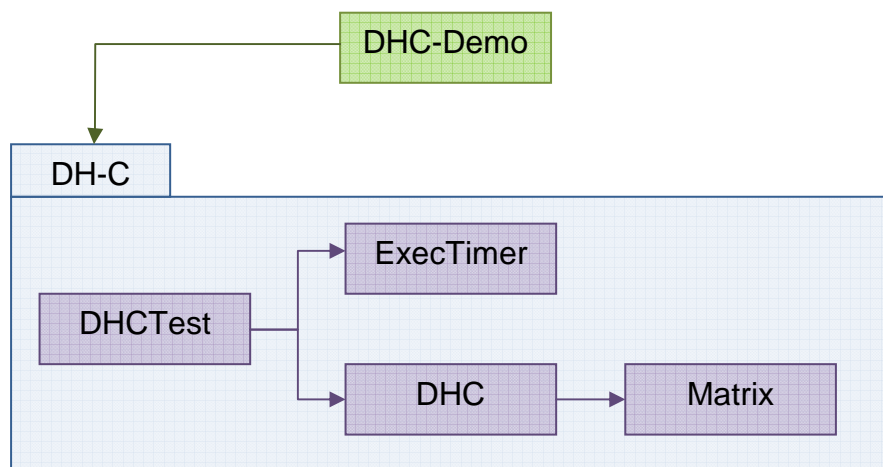 DHC-Demo
DH-C
ExecTimer
DHCTest
DHC
Matrix